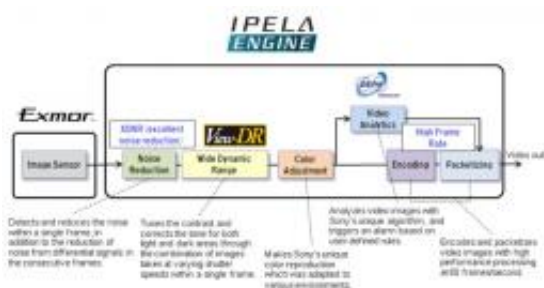 IPELA
ENGINE
Exmor
XDNR (excellent
noise reduction)
View-DR
Video
Analytics
High Frame
Rate
Image Sensor
Noise
Reduction
Wide Dynamic
Range
Color
Adjustment
Encoding
Packetizing
Video out
Detects and reduces the noise
within a single frame, in
addition to the reduction of
noise from differential signals in
the consecutive frames.
Tunes the contrast and
corrects the tone for both
light and dark areas through
the combination of images
taken at varying shutter
speeds within a single frame.
Makes Sony's unique
color reproduction
which was adapted to
various environments.
Analyzes video images with
Sony's unique algorithm, and
triggers an alarm based on
user-defined rules.
Encodes and packetizes
video images with high
performance processing